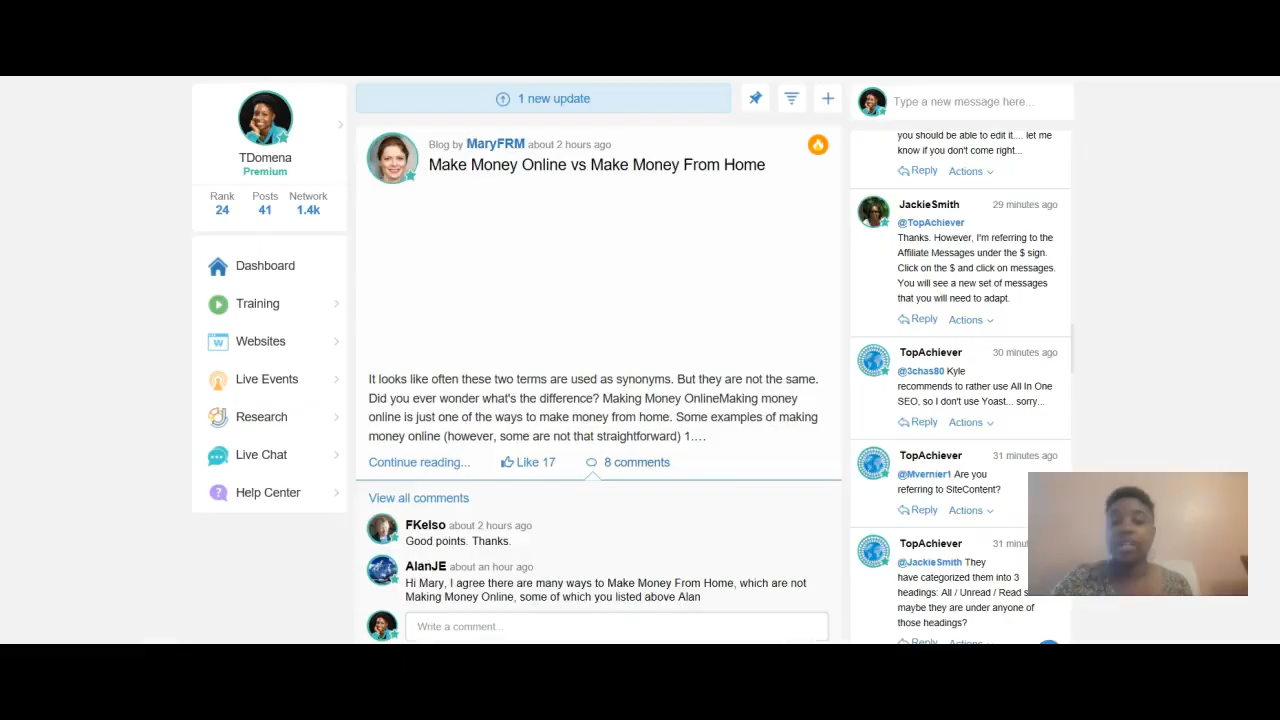 TDomena
Premium
Rank
Posts
Network
24
41
1.4k
Dashboard
Training
Websites
Live Events
Research
Live Chat
Help Center
1 new update
Blog by MaryFRM about 2 hours ago
Make Money Online vs Make Money From Home
It looks like often these two terms are used as synonyms. But they are not the same.
Did you ever wonder what's the difference? Making Money OnlineMaking money
online is just one of the ways to make money from home. Some examples of making
money online (however, some are not that straightforward) 1....
Continue reading...
Like 17
8 comments
View all comments
FKelso about 2 hours ago
Good points. Thanks.
AlanJE about an hour ago
Hi Mary, I agree there are many ways to Make Money From Home, which are not
Making Money Online, some of which you listed above Alan
Write a comment...
Type a new message here...
you should be able to edit it.... let me
know if you don't come right...
Reply Actions
JackieSmith 29 minutes ago
@TopAchiever
Thanks. However, I'm referring to the
Affiliate Messages under the $ sign.
Click on the $ and click on messages.
You will see a new set of messages
that you will need to adapt.
Reply Actions
TopAchiever 30 minutes ago
@3chas80 Kyle
recommends to rather use All In One
SEO, so I don't use Yoast... sorry...
Reply Actions
TopAchiever 31 minutes ago
@Mvernier1 Are you
referring to SiteContent?
Reply Actions
TopAchiever 31
@JackieSmith They
have categorized them into 3
headings: All / Unread / Read
maybe they are under anyone of
those headings?
Reply Actions